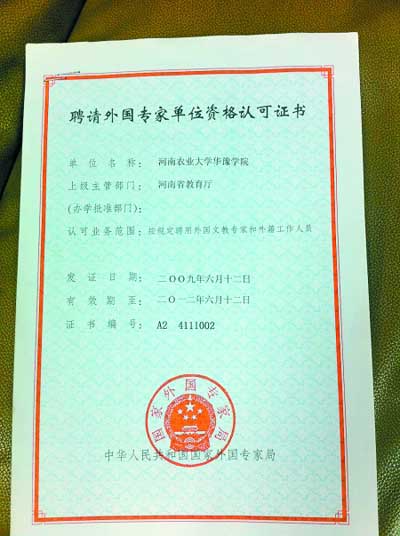 聘请外国专家单位资格认可证书
单位名称：河南农业大学华豫学院
上级主管部门：河南省教育厅
(办学批准部门)：
认可业务范围：按规定聘用外国文教专家和外籍工作人员
发证日期：二〇〇九年六月十二日
有效期至：二〇一二年六月十二日
证书编号：A2 4111002
国家外国专家局
中华人民共和国国家外国专家局